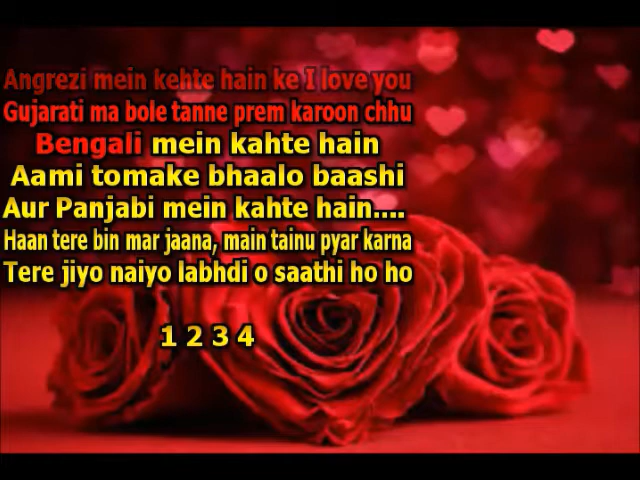 Angrezi mein kehte hain ke I love you
Gujarati ma bole tanne prem karoon chhu
Bengali mein kahte hain
Aami tomake bhaalo baashi
Aur Panjabi mein kahte hain....
Haan tere bin mar jaana, main tainu pyar karna
Tere jiyo naiyo labhdi o saathi ho ho
1 2 3 4